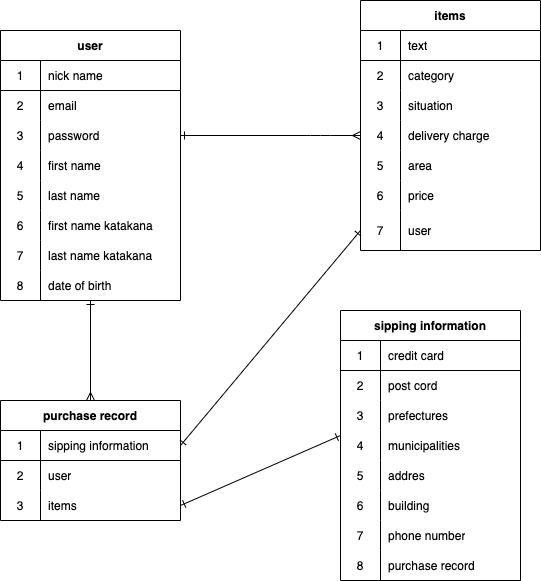 user
1 nick name
2 email
3 password
4 first name
5 last name
6 first name katakana
7 last name katakana
8 date of birth
items
1 text
2 category
3 situation
4 delivery charge
5 area
6 price
7 user
purchase record
1 sipping information
2 user
3 items
sipping information
1 credit card
2 post cord
3 prefectures
4 municipalities
5 addres
6 building
7 phone number
8 purchase record